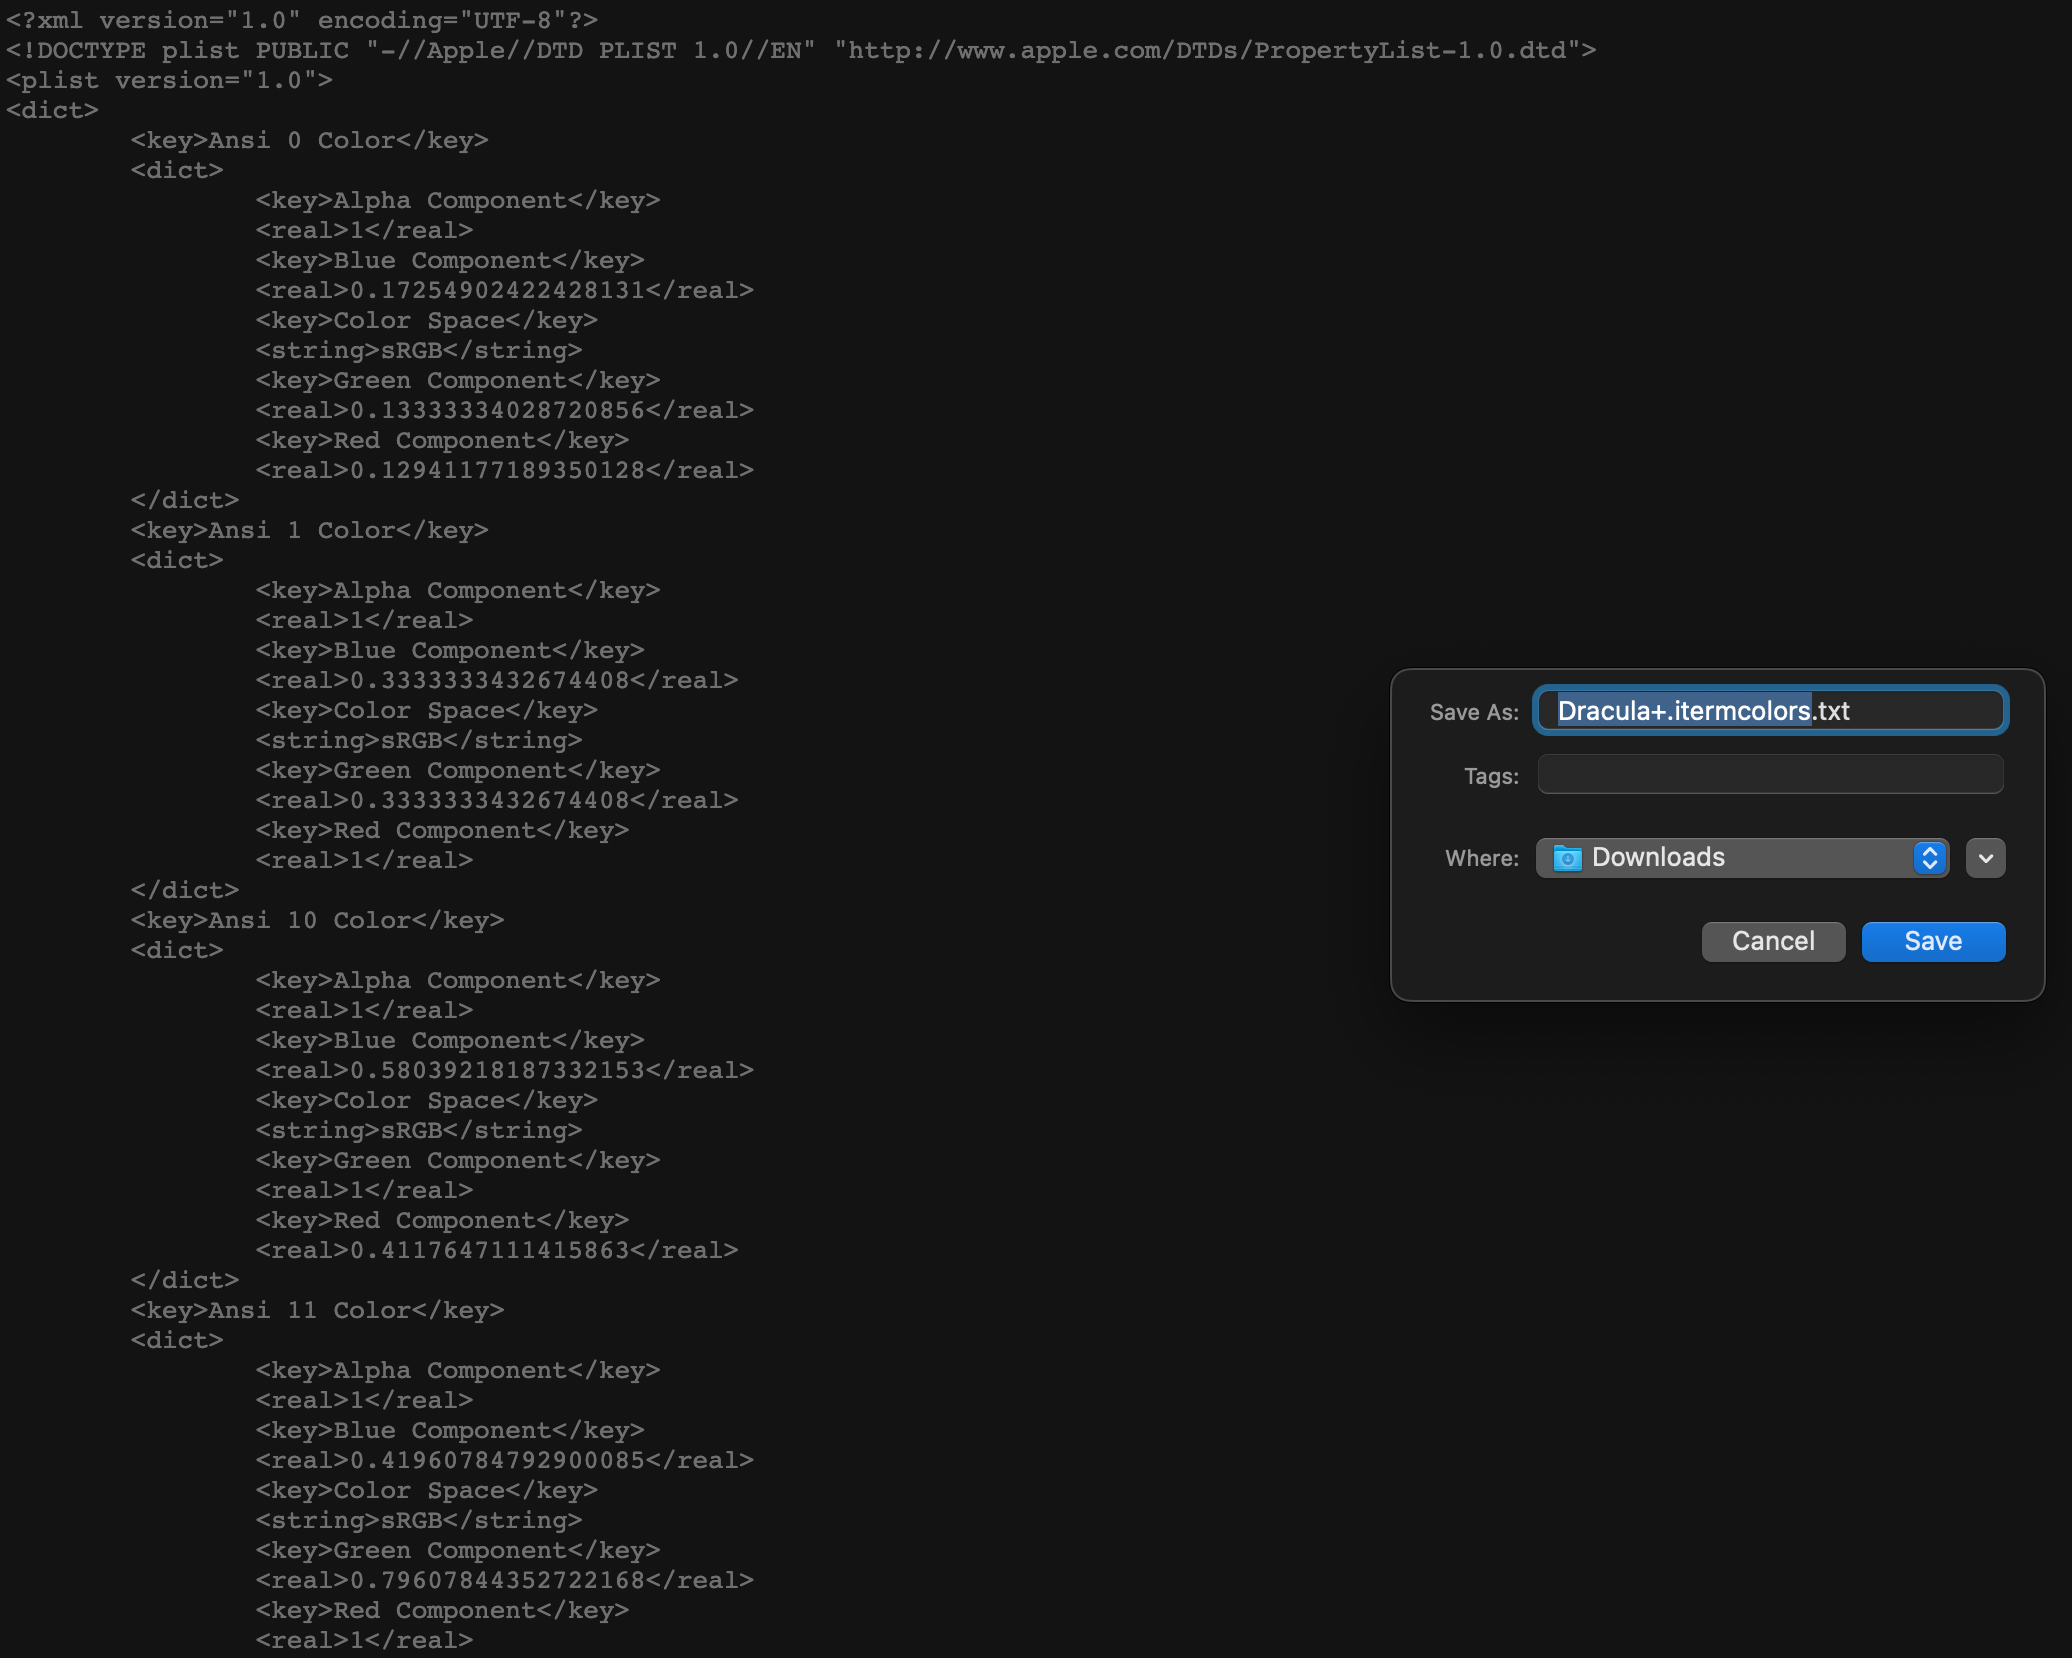 <?xml version="1.0" encoding="UTF-8"?>
<!DOCTYPE plist PUBLIC "-//Apple//DTD PLIST 1.0//EN" "http://www.apple.com/DTDs/PropertyList-1.0.dtd">
<plist version="1.0">
<dict>
<key>Ansi 0 Color</key>
<dict>
<key>Alpha Component</key>
<real>1</real>
<key>Blue Component</key>
<real>0.17254902422428131</real>
<key>Color Space</key>
<string>sRGB</string>
<key>Green Component</key>
<real>0.13333334028720856</real>
<key>Red Component</key>
<real>0.12941177189350128</real>
</dict>
<key>Ansi 1 Color</key>
<dict>
<key>Alpha Component</key>
<real>1</real>
<key>Blue Component</key>
<real>0.3333333432674408</real>
<key>Color Space</key>
<string>sRGB</string>
<key>Green Component</key>
<real>0.3333333432674408</real>
<key>Red Component</key>
<real>1</real>
</dict>
<key>Ansi 10 Color</key>
<dict>
<key>Alpha Component</key>
<real>1</real>
<key>Blue Component</key>
<real>0.58039218187332153</real>
<key>Color Space</key>
<string>sRGB</string>
<key>Green Component</key>
<real>1</real>
<key>Red Component</key>
<real>0.4117647111415863</real>
</dict>
<key>Ansi 11 Color</key>
<dict>
<key>Alpha Component</key>
<real>1</real>
<key>Blue Component</key>
<real>0.41960784792900085</real>
<key>Color Space</key>
<string>sRGB</string>
<key>Green Component</key>
<real>0.79607844352722168</real>
<key>Red Component</key>
<real>1</real>
Save As: Dracula+.itermcolors.txt
Tags:
Where: Downloads
Cancel Save